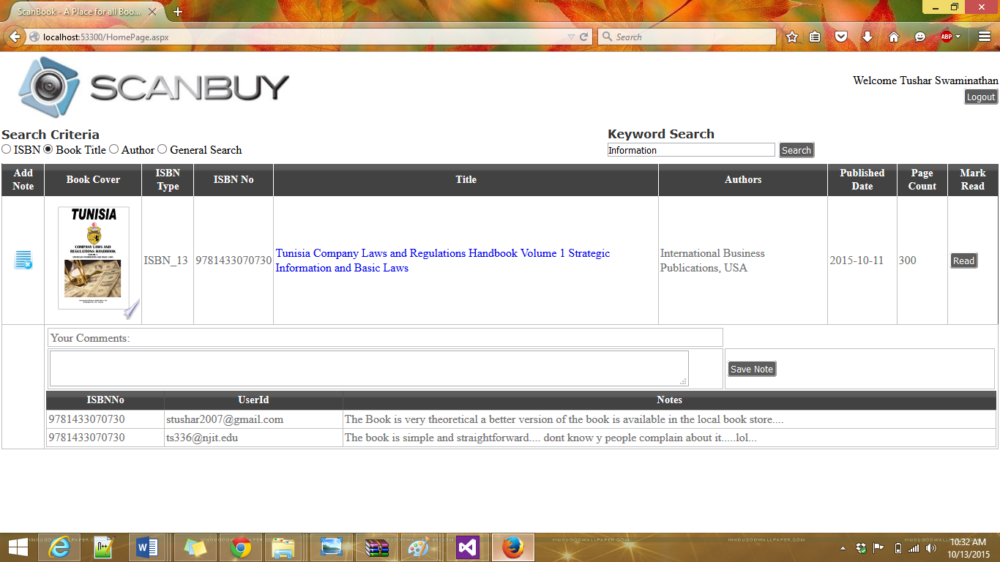 ScanBook - A Place for all Boo...
localhost:53300/HomePage.aspx
Search
ABP
SCANBUY
Welcome Tushar Swaminathan
Logout
Search Criteria
ISBN Book Title Author General Search
Keyword Search
Information Search
Add Note Book Cover ISBN Type ISBN No Title Authors Published Date Page Count Mark Read
TUNISIA
COMPANY LAWS AND
REGULATIONS HANDBOOK
ISBN_13 9781433070730
Tunisia Company Laws and Regulations Handbook Volume 1 Strategic
Information and Basic Laws
International Business
Publications, USA
2015-10-11 300 Read
Your Comments:
Save Note
ISBNNo UserId Notes
9781433070730 stushar2007@gmail.com The Book is very theoretical a better version of the book is available in the local book store....
9781433070730 ts336@njit.edu The book is simple and straightforward.... dont know y people complain about it.....lol...
HINDUGODWALLPAPER.COM
10:32 AM
10/13/2015